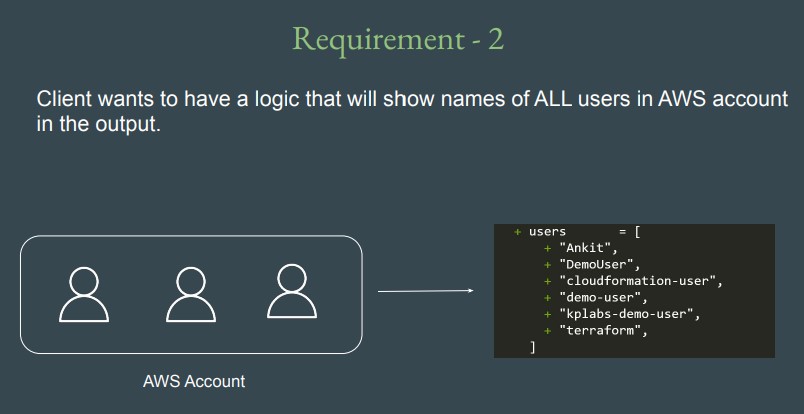 Requirement - 2
Client wants to have a logic that will show names of ALL users in AWS account
in the output.
+ users = [
+ "Ankit",
+ "DemoUser",
+ "cloudformation-user",
+ "demo-user",
+ "kplabs-demo-user",
+ "terraform",
]
AWS Account